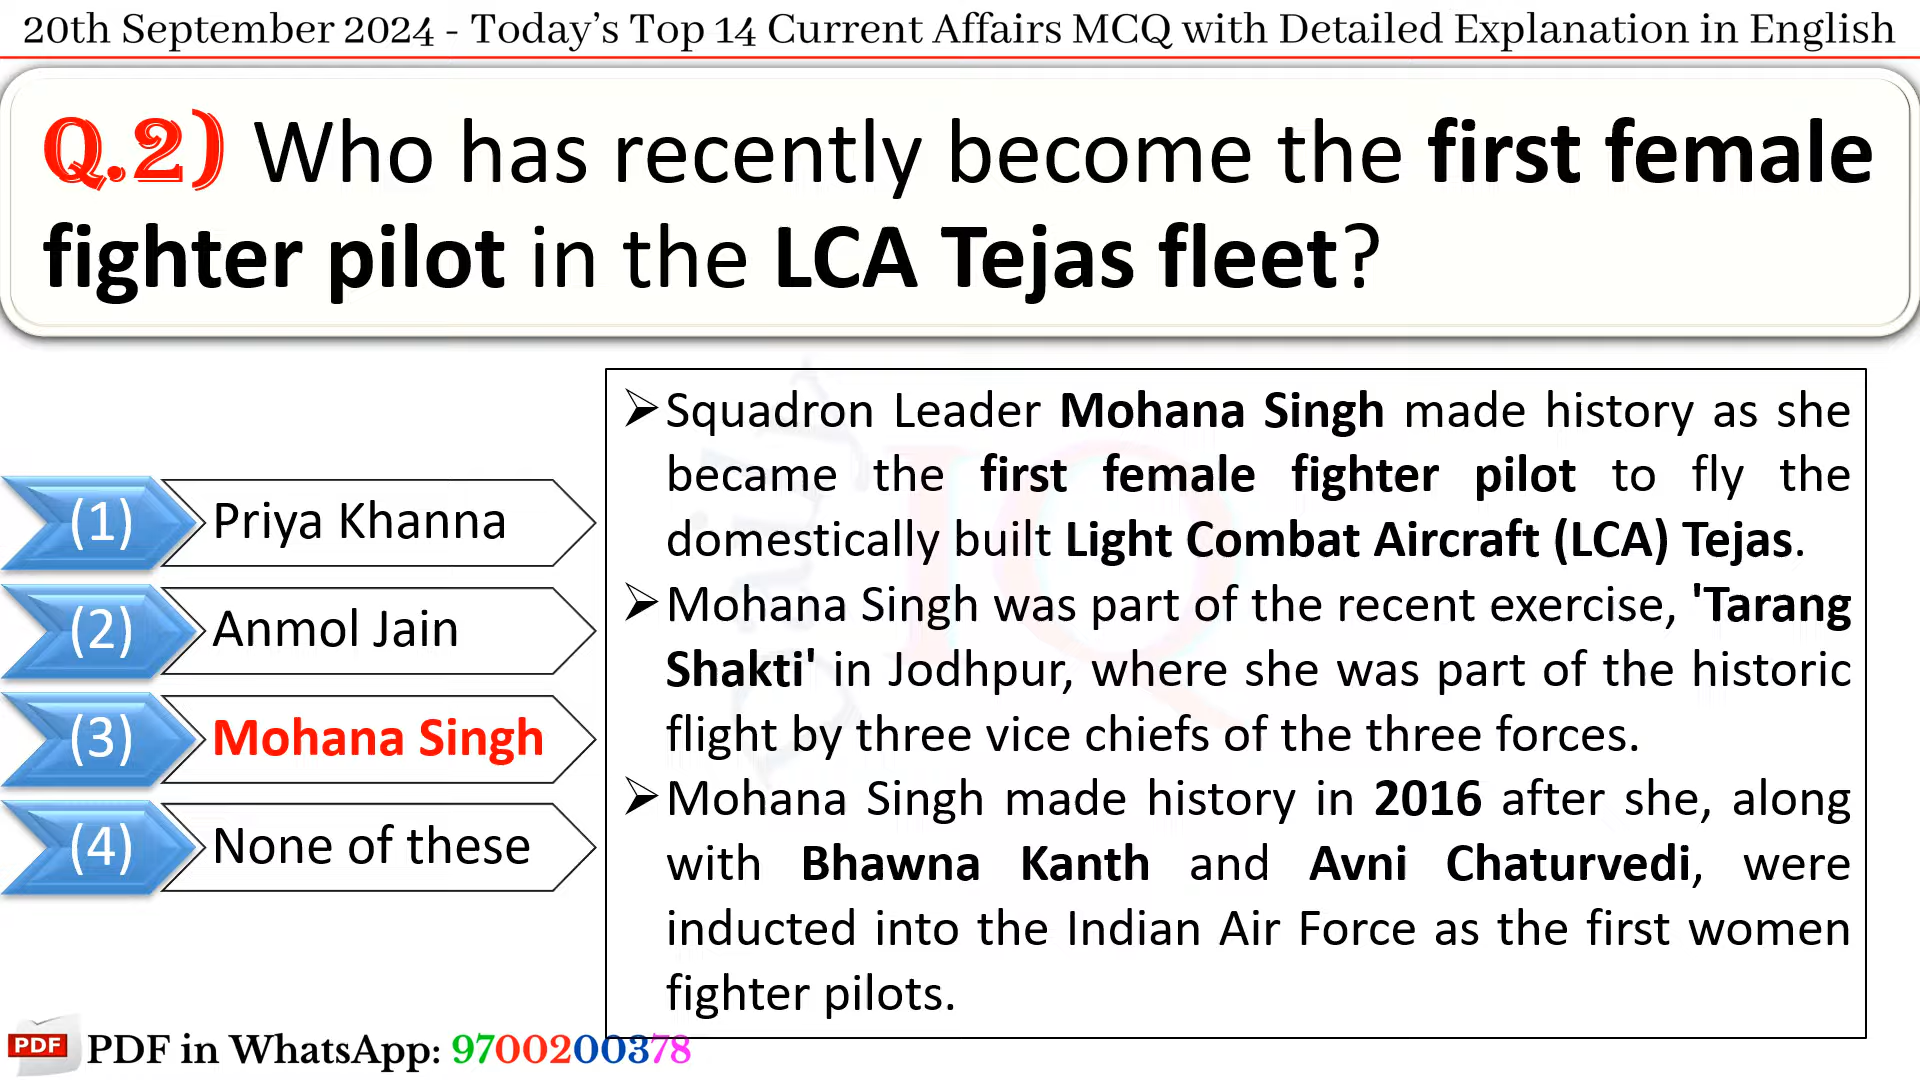 20th September 2024 - Today’s Top 14 Current Affairs MCQ with Detailed Explanation in English
Q.2) Who has recently become the first female
fighter pilot in the LCA Tejas fleet?
(1) Priya Khanna
(2) Anmol Jain
(3) Mohana Singh
(4) None of these
➢Squadron Leader Mohana Singh made history as she
became the first female fighter pilot to fly the
domestically built Light Combat Aircraft (LCA) Tejas.
➢Mohana Singh was part of the recent exercise, 'Tarang
Shakti' in Jodhpur, where she was part of the historic
flight by three vice chiefs of the three forces.
➢Mohana Singh made history in 2016 after she, along
with Bhawna Kanth and Avni Chaturvedi, were
inducted into the Indian Air Force as the first women
fighter pilots.
Daily
IQ
PDF PDF in WhatsApp: 9700200378